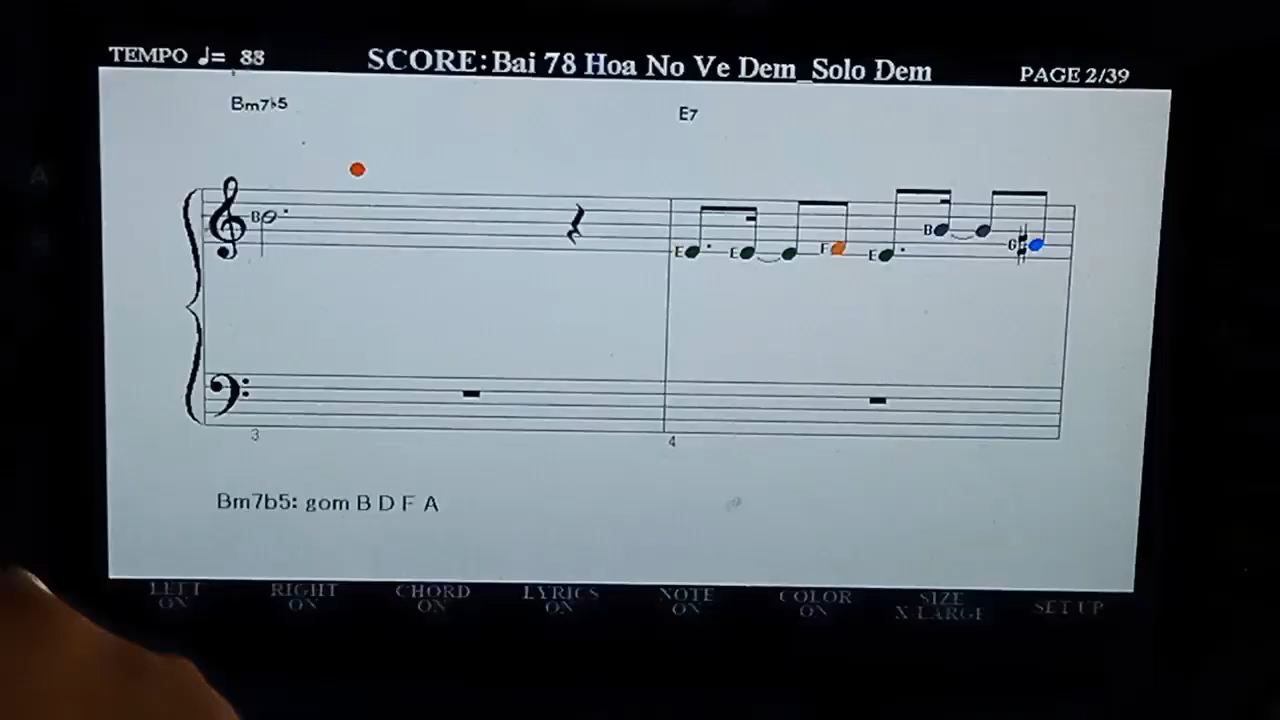 TEMPO ♩= 88
SCORE:Bai 78 Hoa No Ve Dem_Solo Dem
PAGE 2/39
Bm7♭5
E7
B
E E F E B G
3
4
Bm7b5: gom B D F A
LEFT RIGHT CHORD LYRICS NOTE COLOR SIZE SET UP
ON ON ON ON ON ON X-LARGE